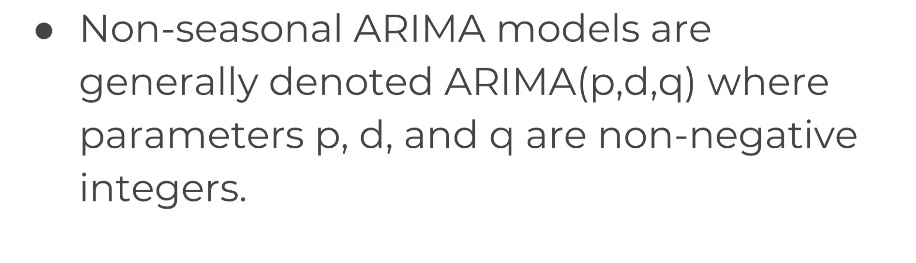 ● Non-seasonal ARIMA models are
generally denoted ARIMA(p,d,q) where
parameters p, d, and q are non-negative
integers.